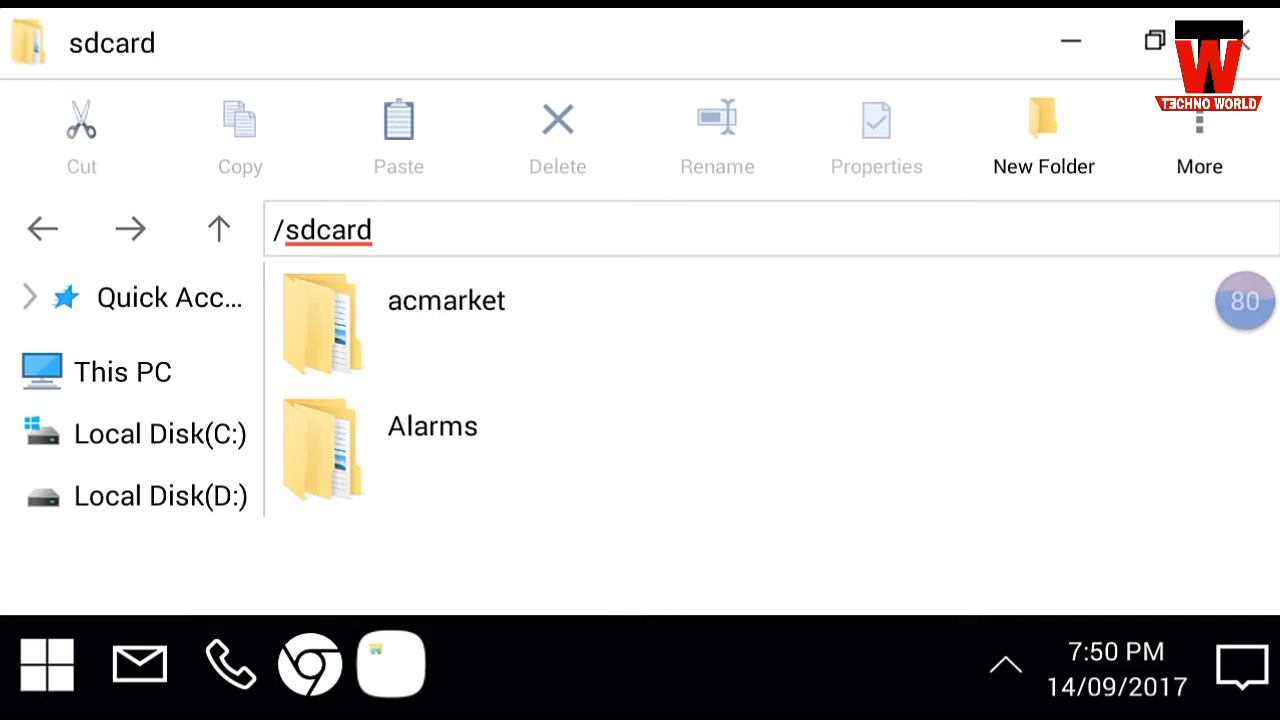 sdcard
TECHNO WORLD
Cut
Copy
Paste
Delete
Rename
Properties
New Folder
More
/sdcard
Quick Acc...
acmarket
80
This PC
Local Disk(C:)
Alarms
Local Disk(D:)
7:50 PM
14/09/2017